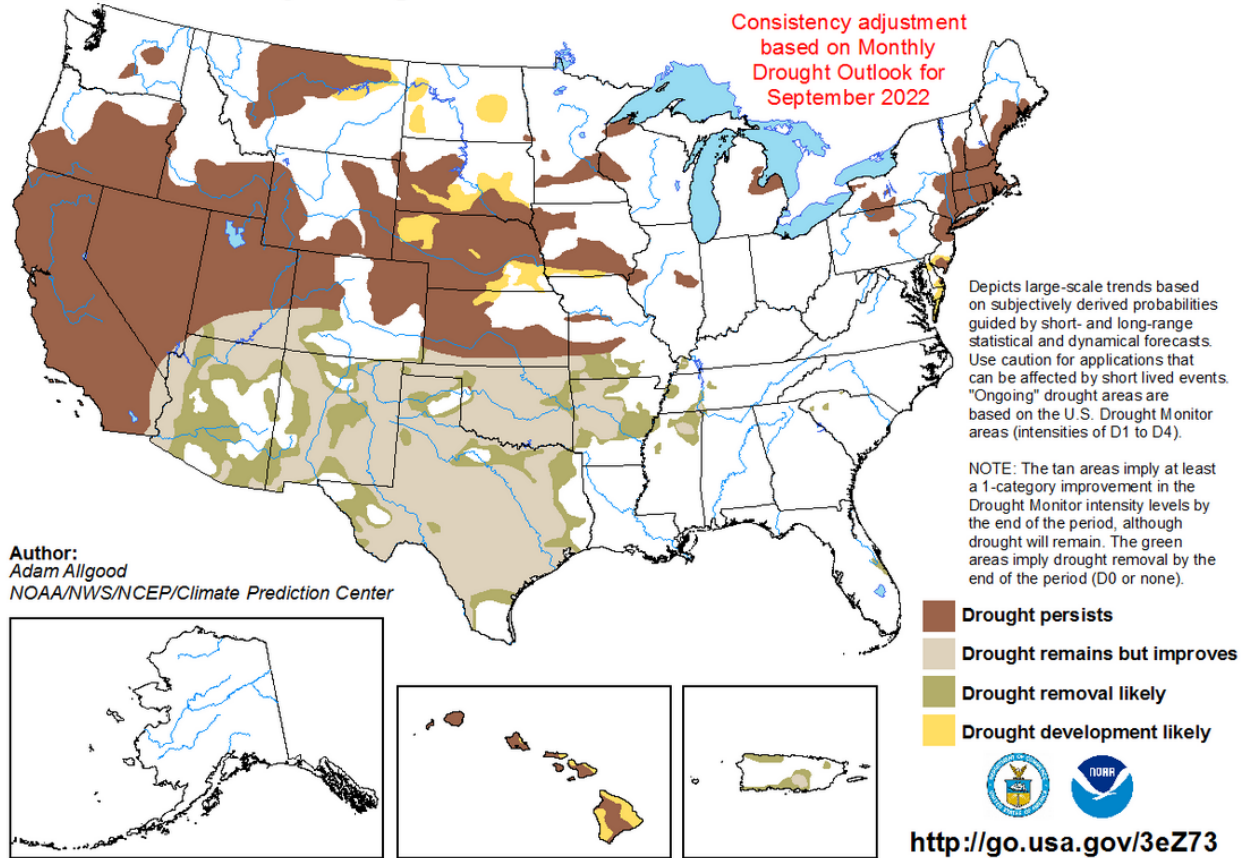 Consistency adjustment
based on Monthly
Drought Outlook for
September 2022
Depicts large-scale trends based
on subjectively derived probabilities
guided by short- and long-range
statistical and dynamical forecasts.
Use caution for applications that
can be affected by short lived events.
"Ongoing" drought areas are
based on the U.S. Drought Monitor
areas (intensities of D1 to D4).
NOTE: The tan areas imply at least
a 1-category improvement in the
Drought Monitor intensity levels by
the end of the period, although
drought will remain. The green
areas imply drought removal by the
end of the period (D0 or none).
Author:
Adam Allgood
NOAA/NWS/NCEP/Climate Prediction Center
Drought persists
Drought remains but improves
Drought removal likely
Drought development likely
NOAA
http://go.usa.gov/3eZ73